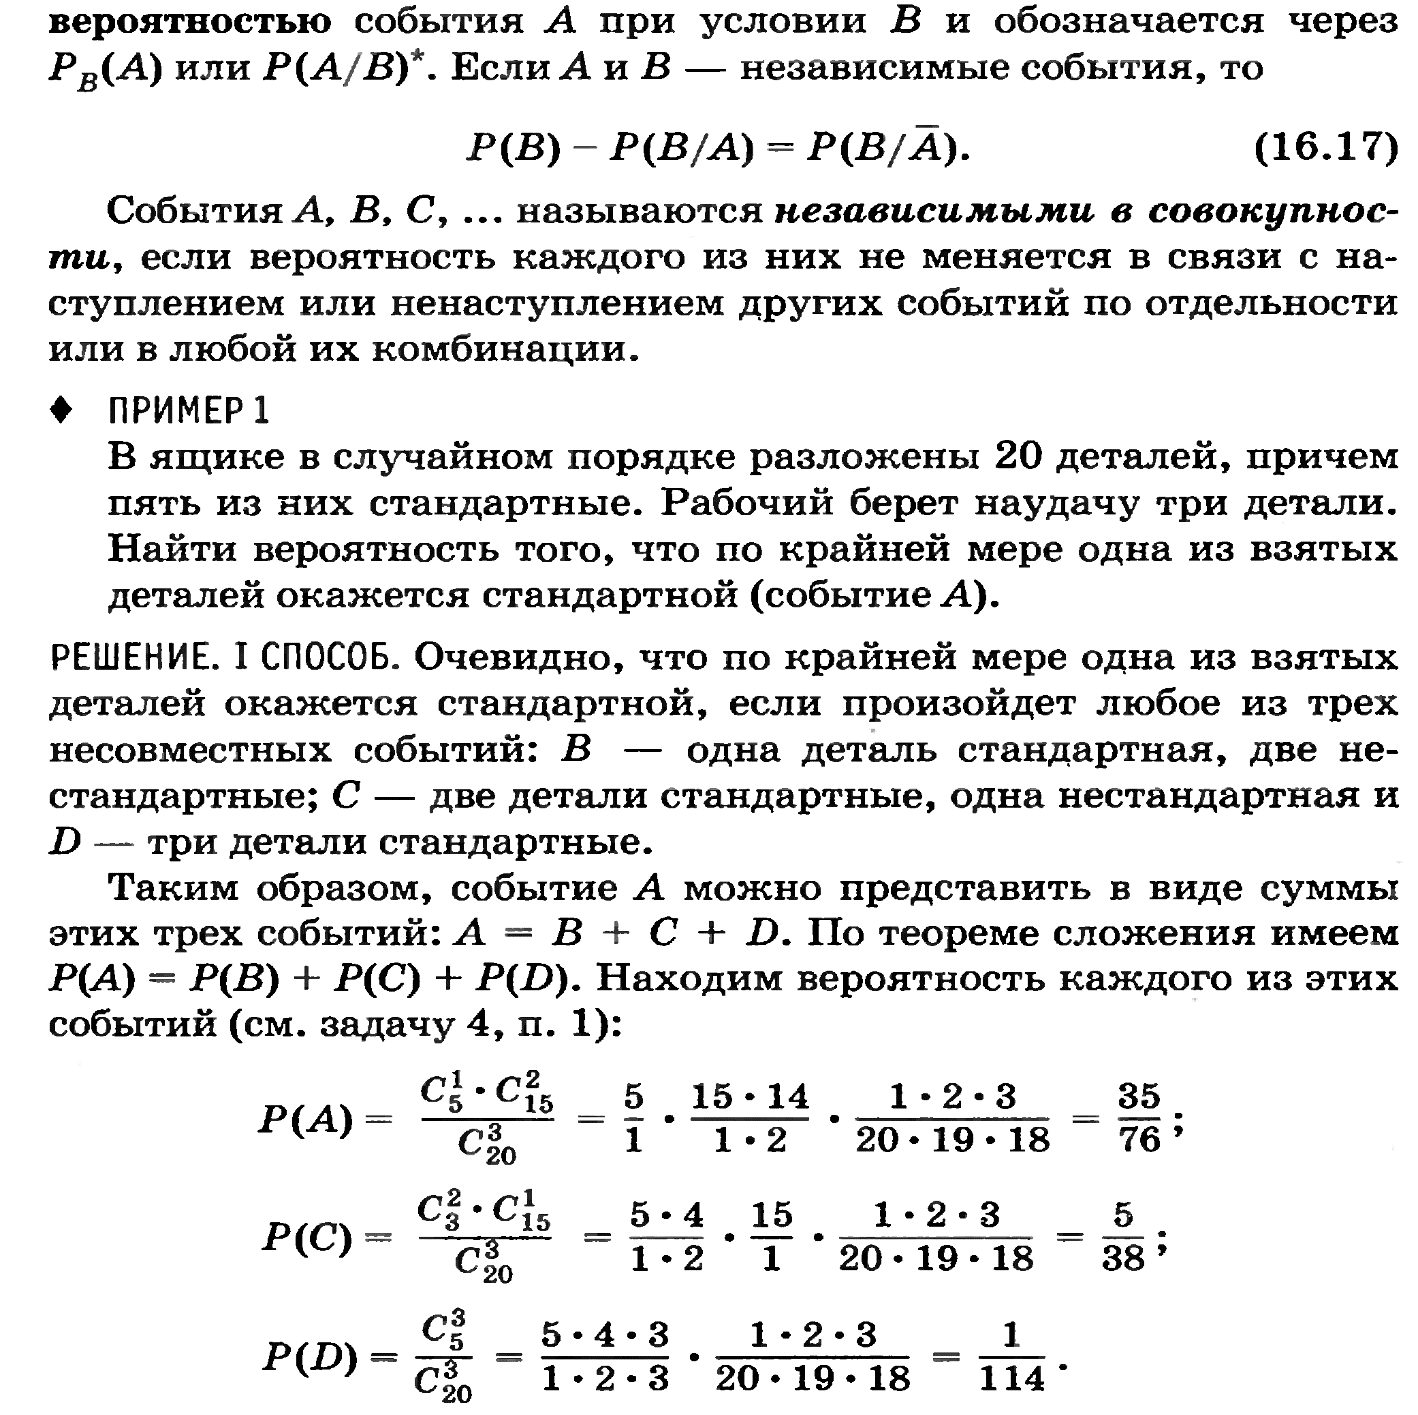 вероятностью события A при условии B и обозначается через
P_B(A) или P(A/B)*. Если A и B — независимые события, то
P(B) − P(B/A) = P(B/A̅). (16.17)
События A, B, C, ... называются независимыми в совокупнос-
ти, если вероятность каждого из них не меняется в связи с на-
ступлением или ненаступлением других событий по отдельности
или в любой их комбинации.
♦ ПРИМЕР 1
В ящике в случайном порядке разложены 20 деталей, причем
пять из них стандартные. Рабочий берет наудачу три детали.
Найти вероятность того, что по крайней мере одна из взятых
деталей окажется стандартной (событие A).
РЕШЕНИЕ. I СПОСОБ. Очевидно, что по крайней мере одна из взятых
деталей окажется стандартной, если произойдет любое из трех
несовместных событий: B — одна деталь стандартная, две не-
стандартные; C — две детали стандартные, одна нестандартная и
D — три детали стандартные.
Таким образом, событие A можно представить в виде суммы
этих трех событий: A = B + C + D. По теореме сложения имеем
P(A) = P(B) + P(C) + P(D). Находим вероятность каждого из этих
событий (см. задачу 4, п. 1):
P(A) = (C_5^1 · C_15^2)/(C_20^3) = 5/1 · (15 · 14)/(1 · 2) · (1 · 2 · 3)/(20 · 19 · 18) = 35/76;
P(C) = (C_3^2 · C_15^1)/(C_20^3) = (5 · 4)/(1 · 2) · 15/1 · (1 · 2 · 3)/(20 · 19 · 18) = 5/38;
P(D) = (C_5^3)/(C_20^3) = (5 · 4 · 3)/(1 · 2 · 3) · (1 · 2 · 3)/(20 · 19 · 18) = 1/114.